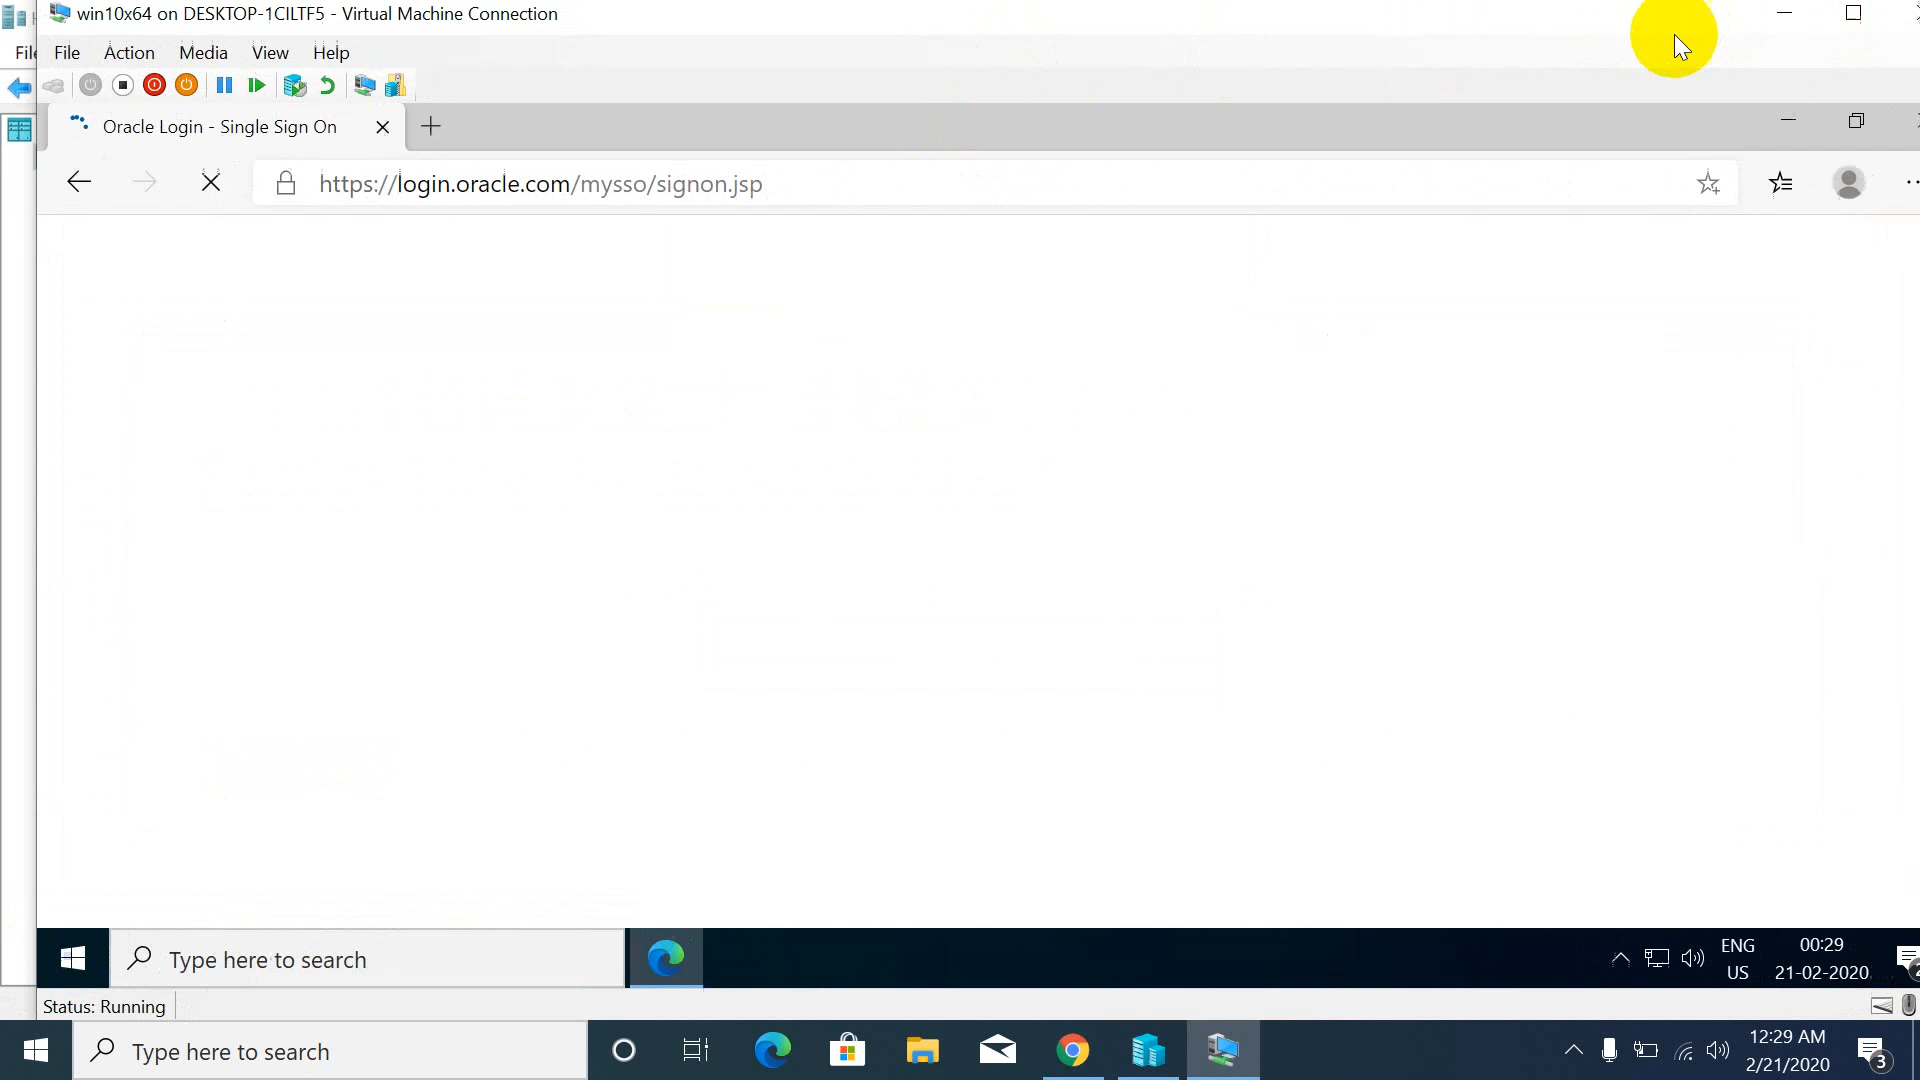 win10x64 on DESKTOP-1CILTF5 - Virtual Machine Connection
File Action Media View Help
Oracle Login - Single Sign On
https://login.oracle.com/mysso/signon.jsp
Type here to search
ENG
US
00:29
21-02-2020
Status: Running
Type here to search
12:29 AM
2/21/2020
3